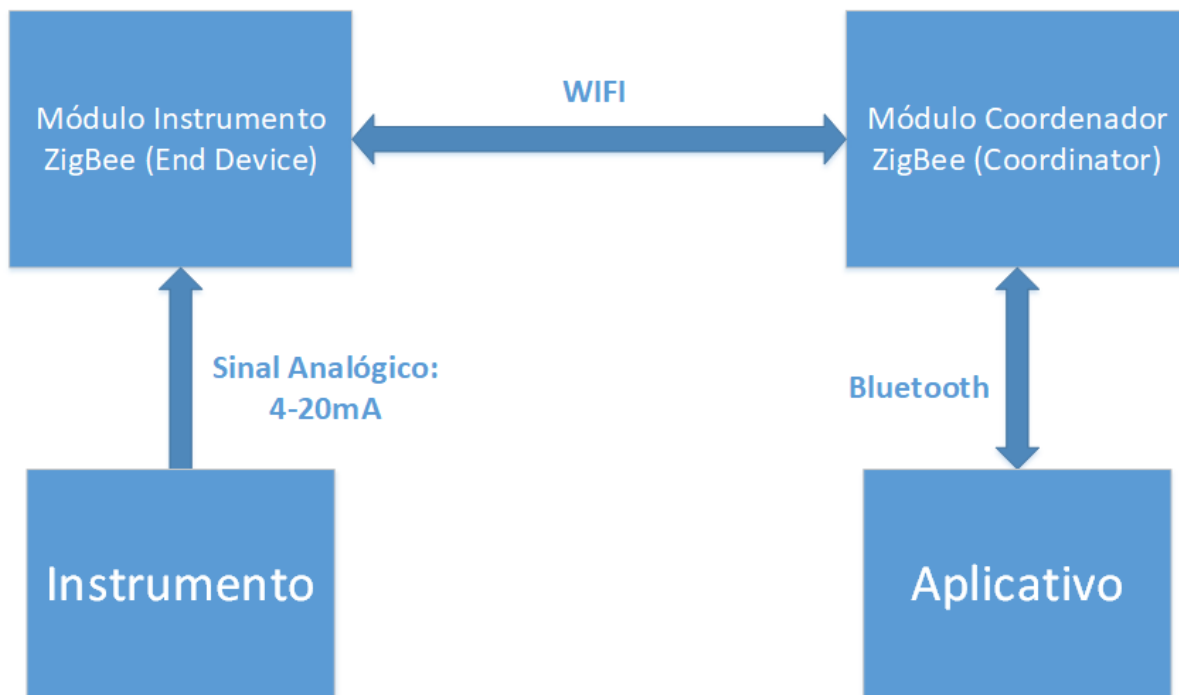 Módulo Instrumento
ZigBee (End Device)
WIFI
Módulo Coordenador
ZigBee (Coordinator)
Sinal Analógico:
4-20mA
Bluetooth
Instrumento
Aplicativo